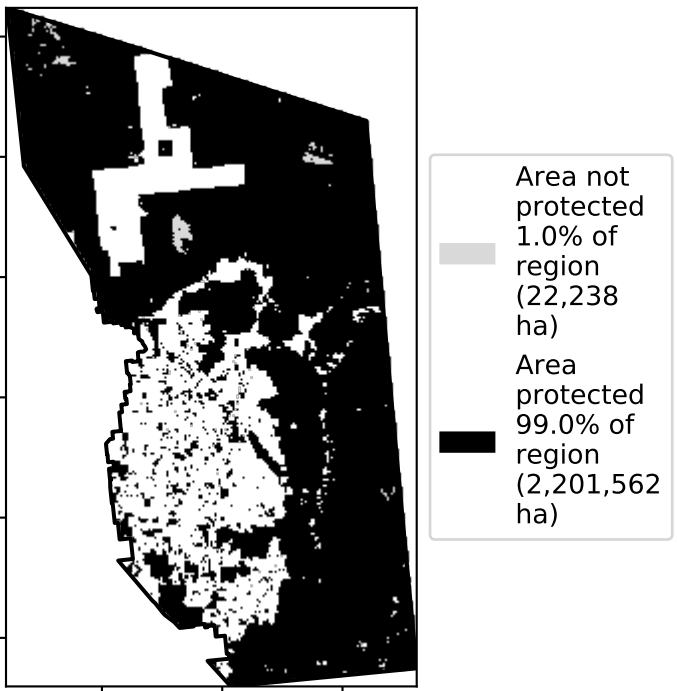 Area not
protected
1.0% of
region
(22,238
ha)
Area
protected
99.0% of
region
(2,201,562
ha)